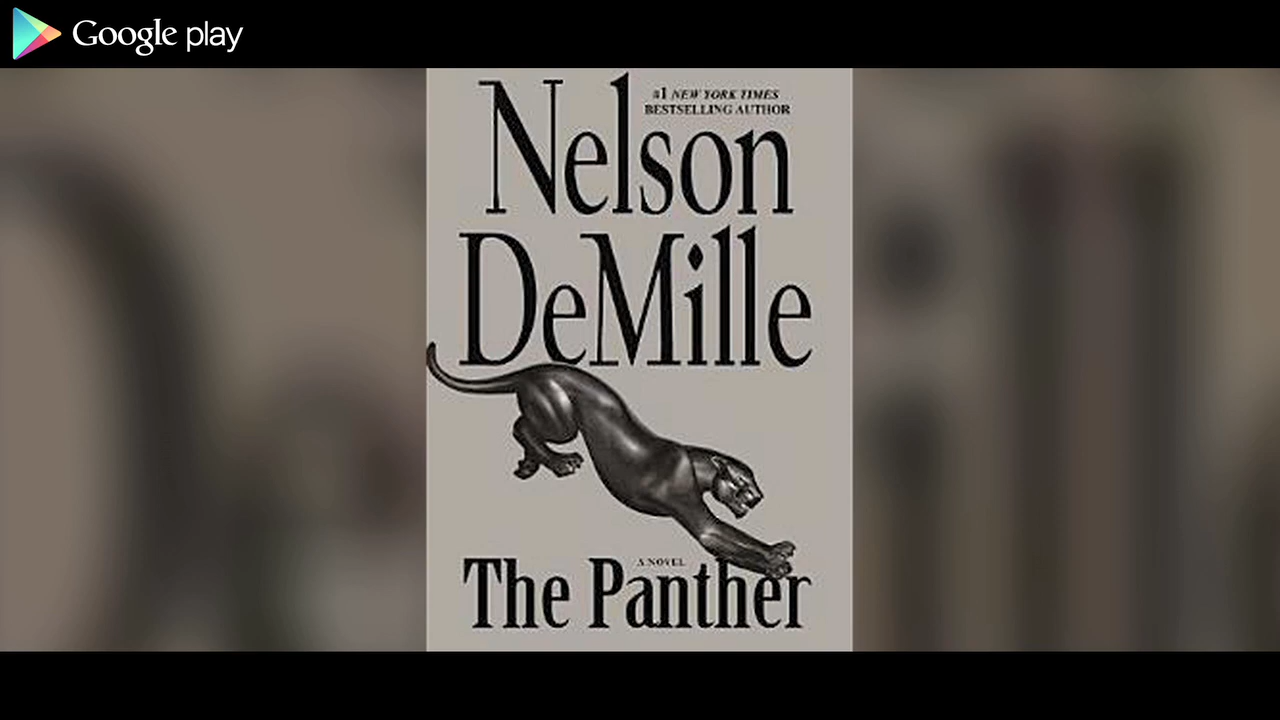 Google play
#1 NEW YORK TIMES
BESTSELLING AUTHOR
Nelson
DeMille
A NOVEL
The Panther